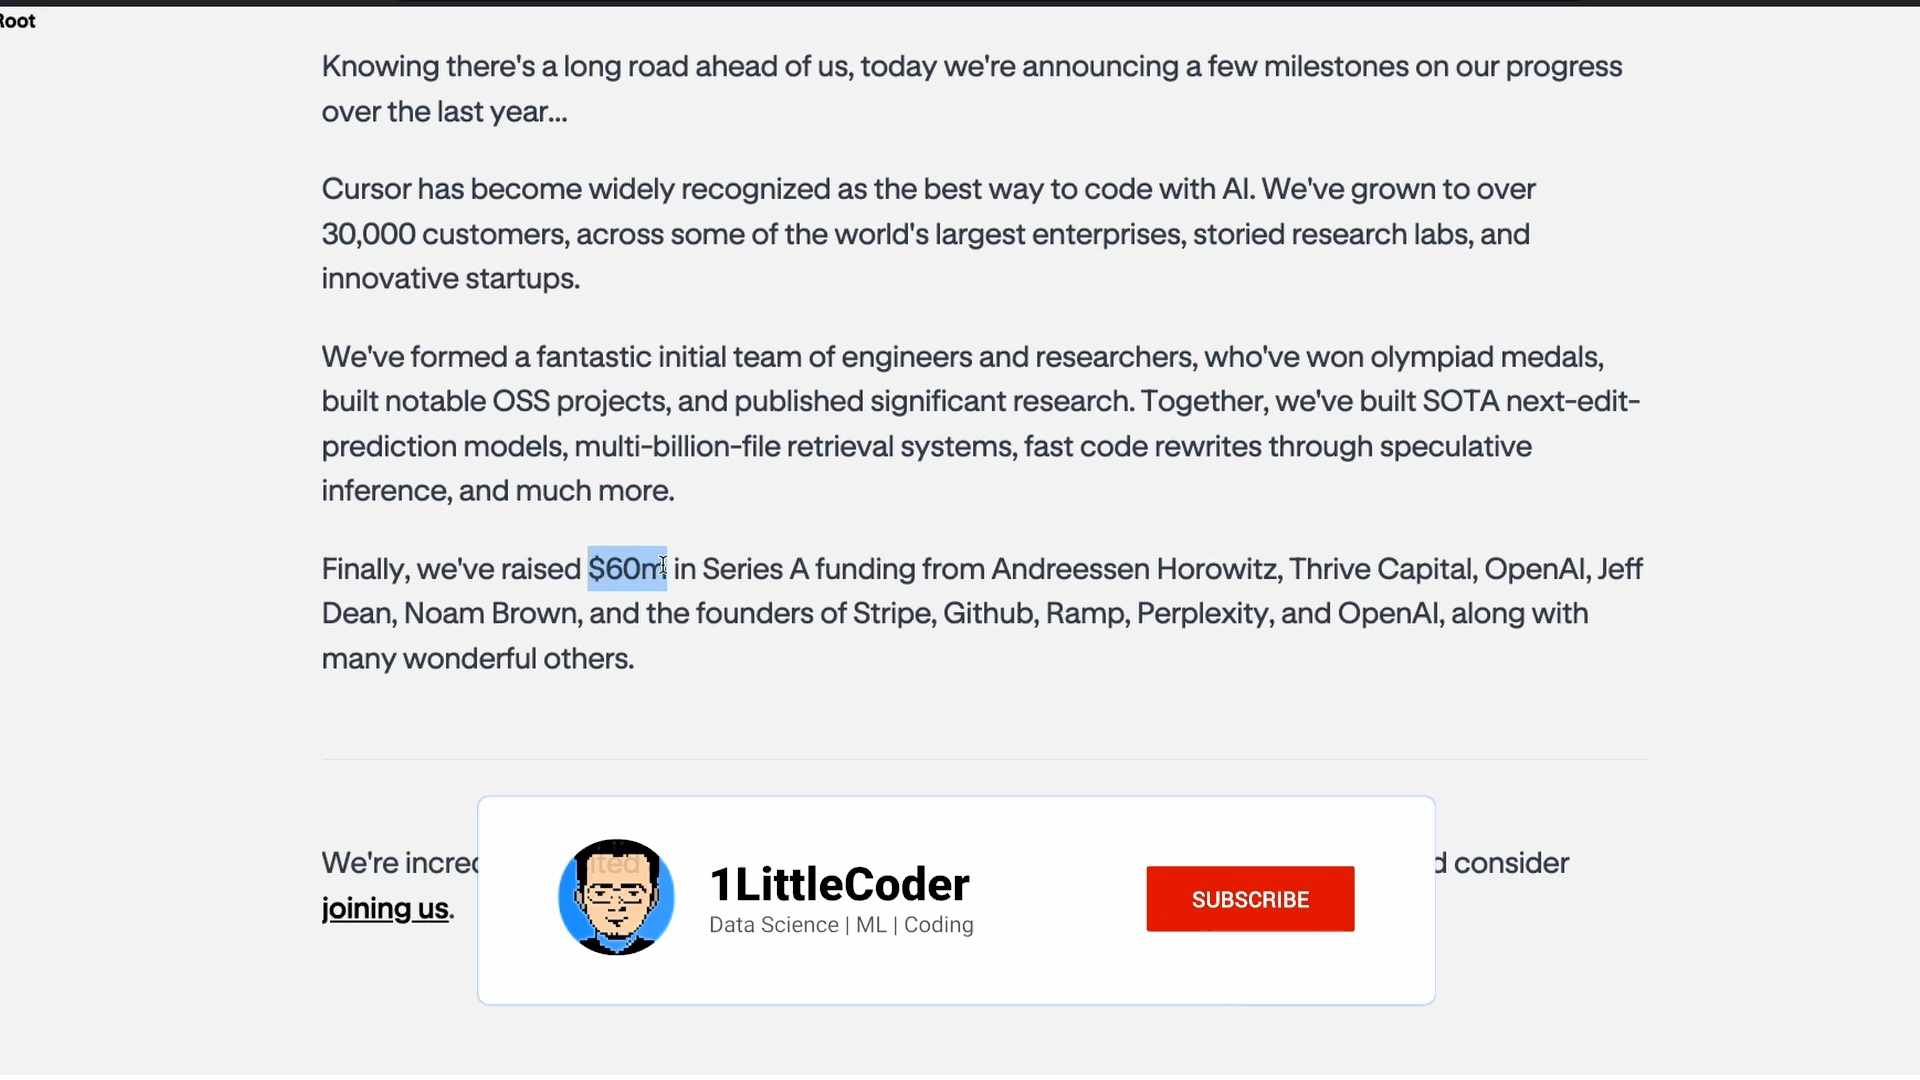 Root
Knowing there's a long road ahead of us, today we're announcing a few milestones on our progress
over the last year...
Cursor has become widely recognized as the best way to code with AI. We've grown to over
30,000 customers, across some of the world's largest enterprises, storied research labs, and
innovative startups.
We've formed a fantastic initial team of engineers and researchers, who've won olympiad medals,
built notable OSS projects, and published significant research. Together, we've built SOTA next-edit-
prediction models, multi-billion-file retrieval systems, fast code rewrites through speculative
inference, and much more.
Finally, we've raised $60m in Series A funding from Andreessen Horowitz, Thrive Capital, OpenAI, Jeff
Dean, Noam Brown, and the founders of Stripe, Github, Ramp, Perplexity, and OpenAI, along with
many wonderful others.
We're consider
joining us.
1LittleCoder
Data Science | ML | Coding
SUBSCRIBE